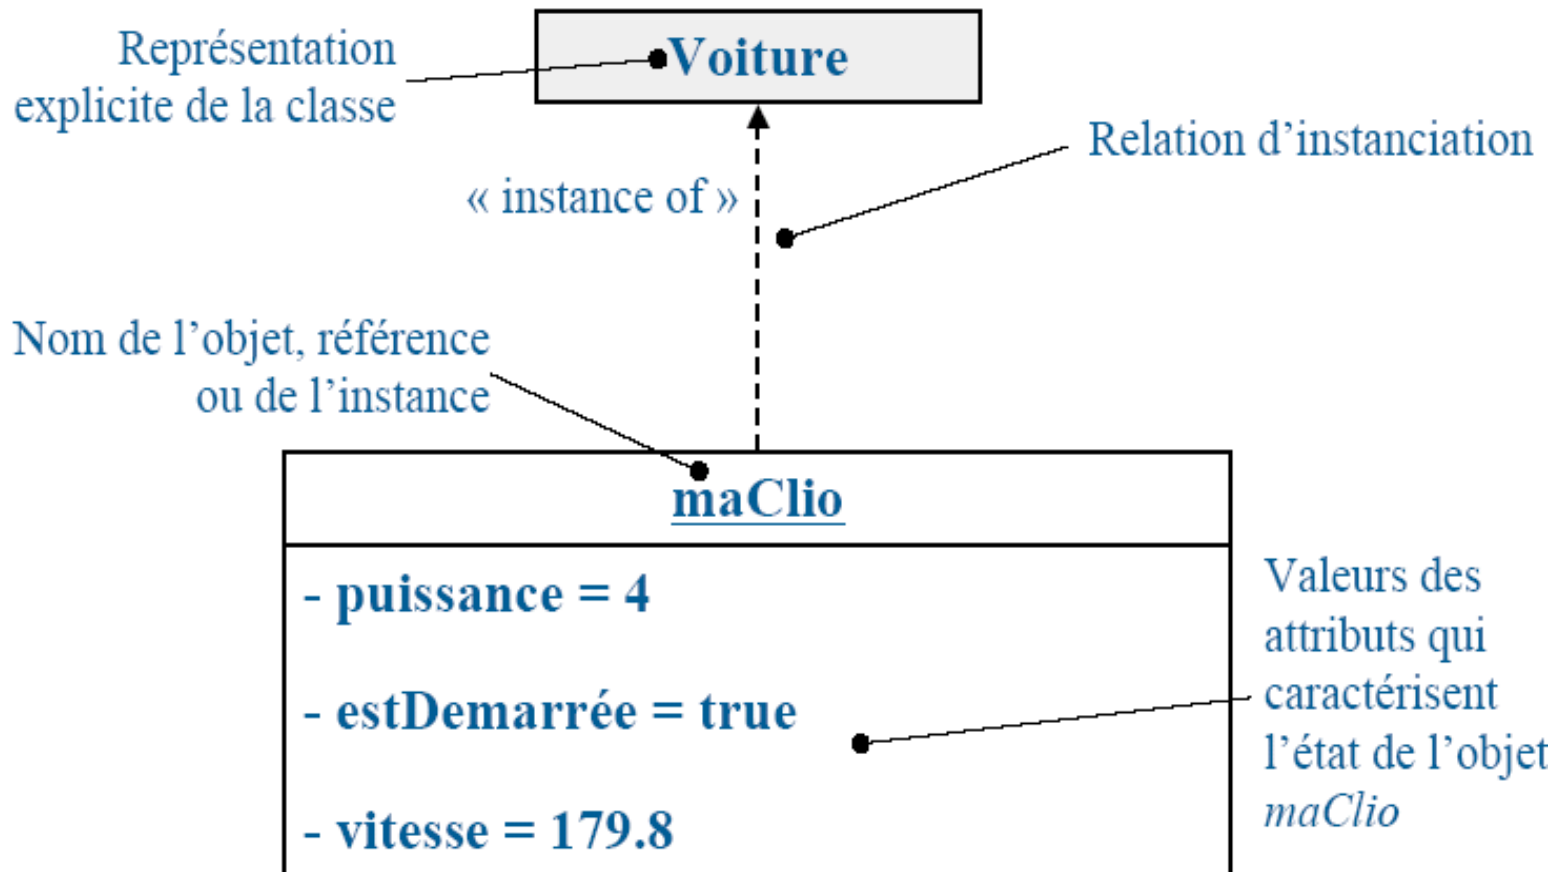 Représentation
explicite de la classe
Voiture
Relation d’instanciation
« instance of »
Nom de l’objet, référence
ou de l’instance
maClio
- puissance = 4
- estDemarrée = true
- vitesse = 179.8
Valeurs des
attributs qui
caractérisent
l’état de l’objet
maClio